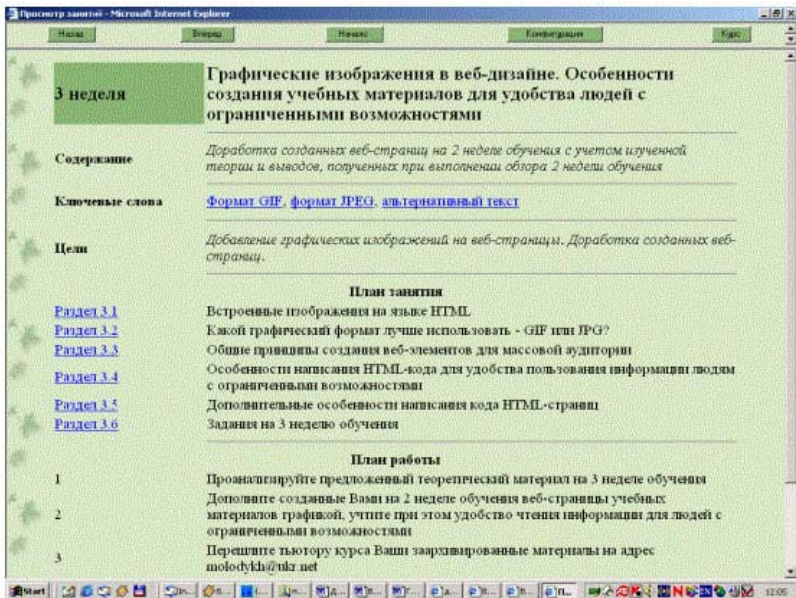 Просмотр занятий - Microsoft Internet Explorer
Назад Вперед Начало Конфигурация Курс
3 неделя
Графические изображения в веб-дизайне. Особенности
создания учебных материалов для удобства людей с
ограниченными возможностями
Содержание
Доработка созданных веб-страниц на 2 неделе обучения с учетом изученной
теории и выводов, полученных при выполнении обзора 2 недели обучения
Ключевые слова
Формат GIF, формат JPEG, альтернативный текст
Цели
Добавление графических изображений на веб-страницы. Доработка созданных веб-
страниц.
План занятия
Раздел 3.1 Встроенные изображения на языке HTML
Раздел 3.2 Какой графический формат лучше использовать - GIF или JPG?
Раздел 3.3 Общие принципы создания веб-элементов для массовой аудитории
Раздел 3.4 Особенности написания HTML-кода для удобства пользования информации людям
с ограниченными возможностями
Раздел 3.5 Дополнительные особенности написания кода HTML-страниц
Раздел 3.6 Задания на 3 неделю обучения
План работы
1 Проанализируйте предложенный теоретический материал на 3 неделе обучения
2 Дополните созданные Вами на 2 неделе обучения веб-страницы учебных
материалов графикой, учтите при этом удобство чтения информации для людей с
ограниченными возможностями
3 Перешлите тьютору курса Ваши заархивированные материалы на адрес
molodykh@ukr.net
Start 12:05